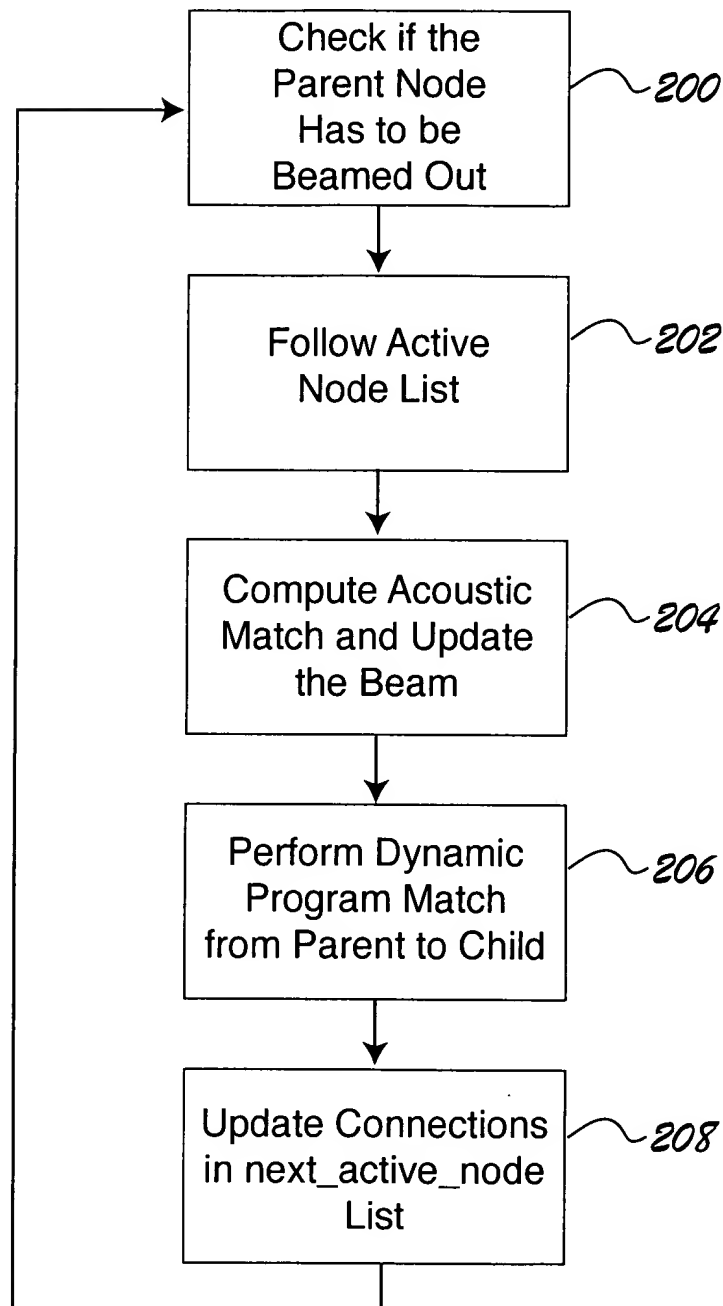 Check if the
Parent Node
Has to be
Beamed Out
200
Follow Active
Node List
202
Compute Acoustic
Match and Update
the Beam
204
Perform Dynamic
Program Match
from Parent to Child
206
Update Connections
in next_active_node
List
208